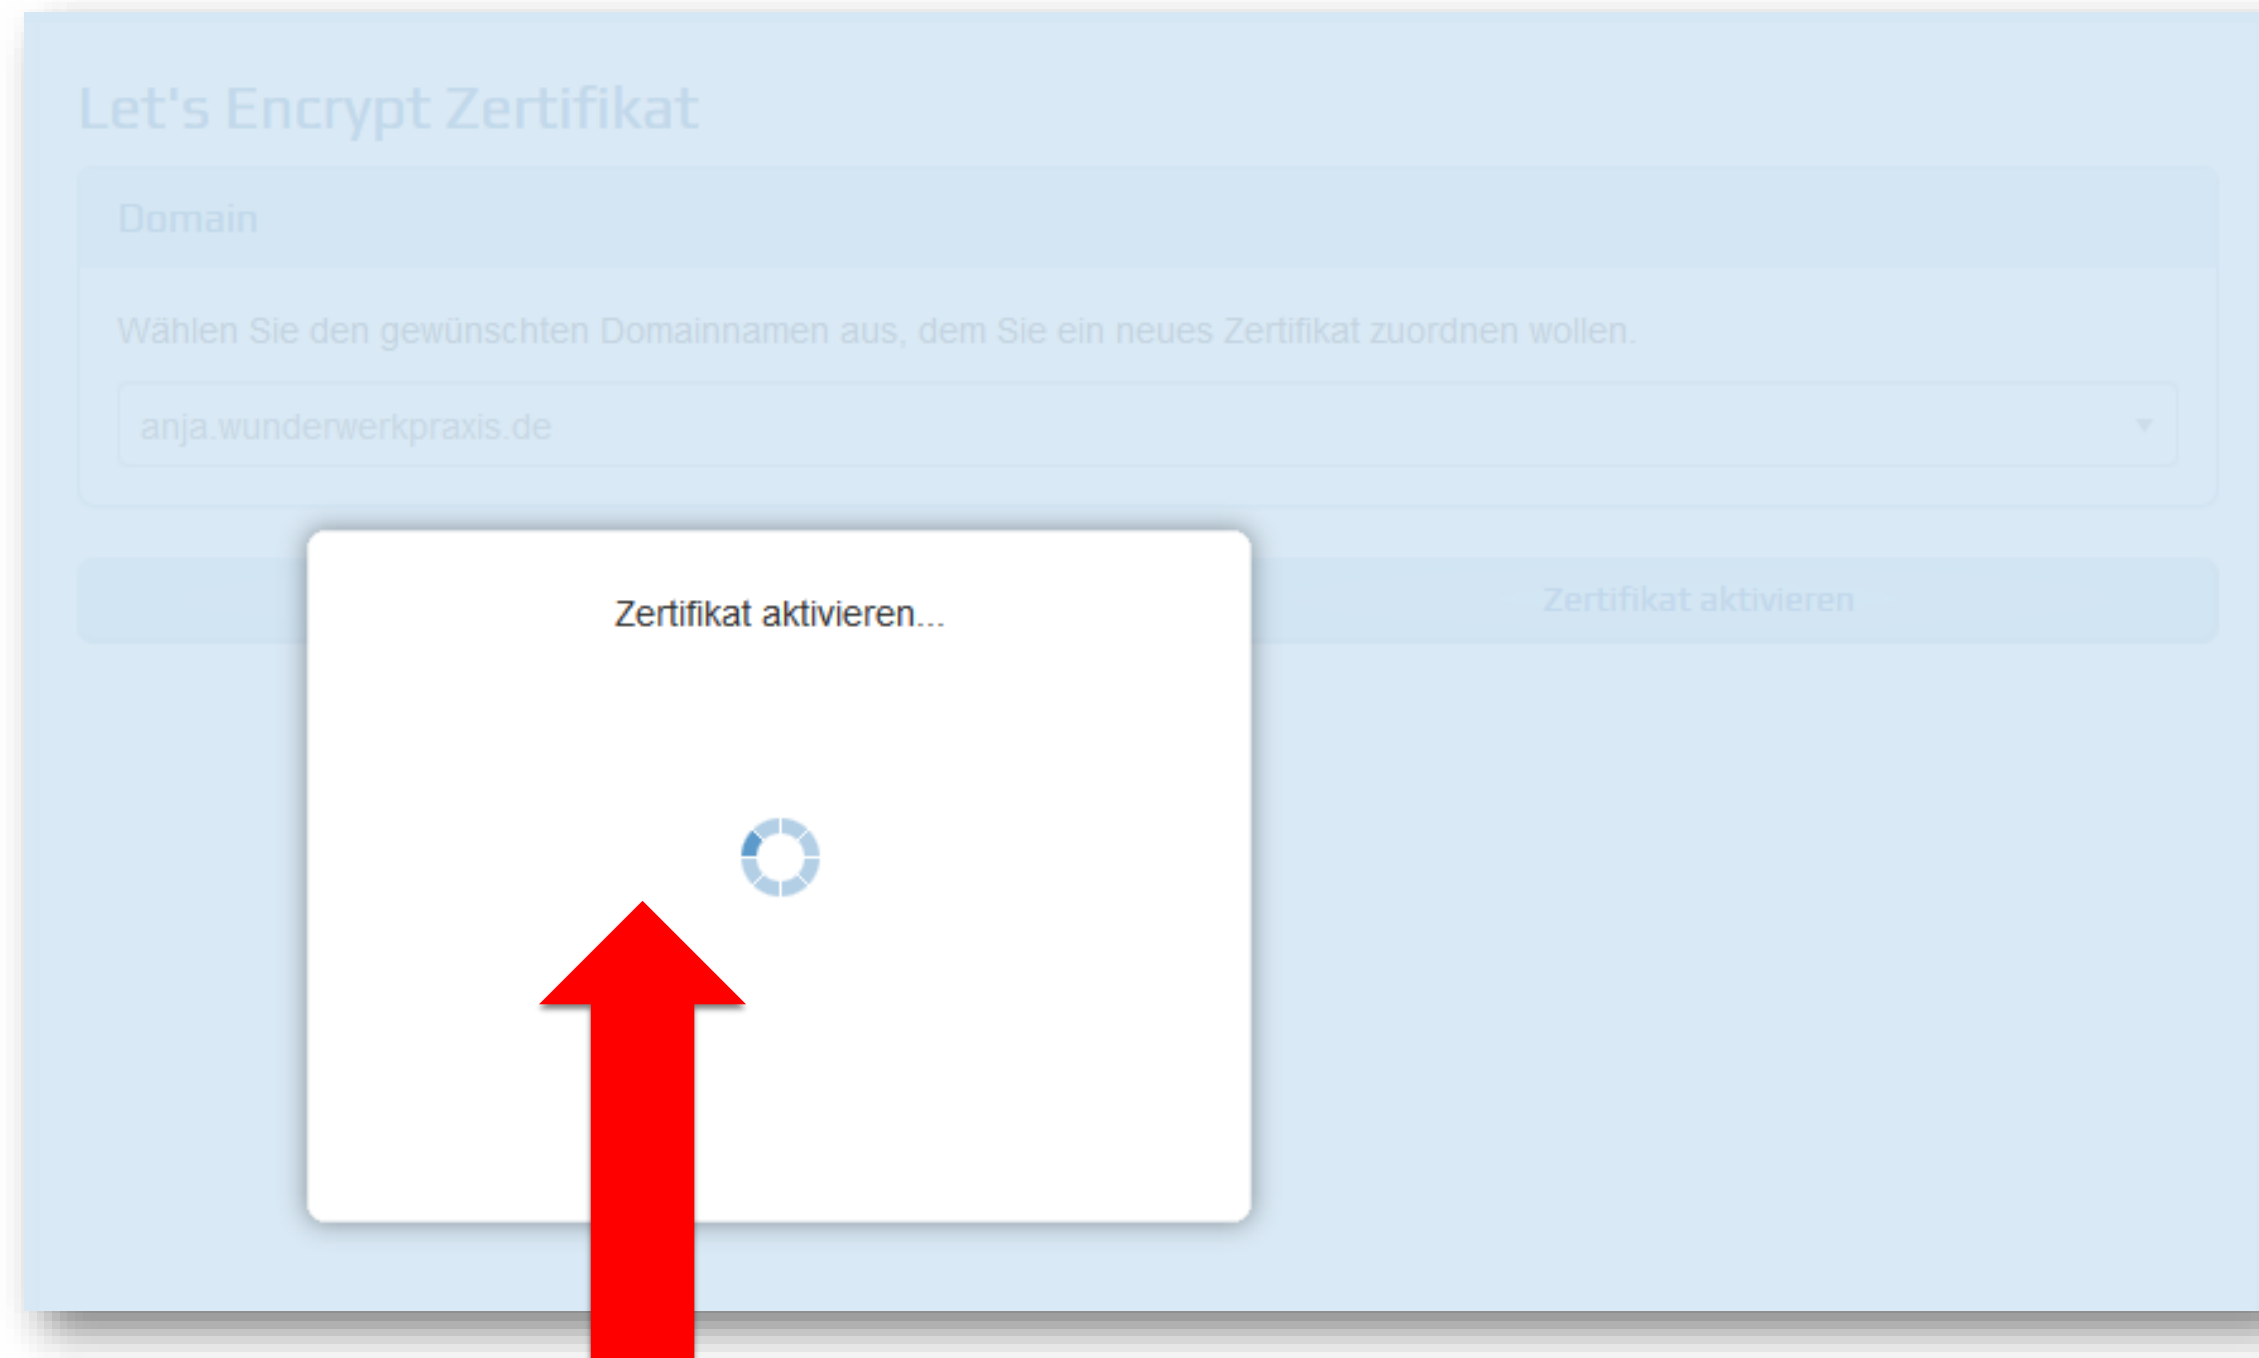 Let's Encrypt Zertifikat
Domain
Wählen Sie den gewünschten Domainnamen aus, dem Sie ein neues Zertifikat zuordnen wollen.
anja.wunderwerkpraxis.de
Zertifikat aktivieren
Zertifikat aktivieren...